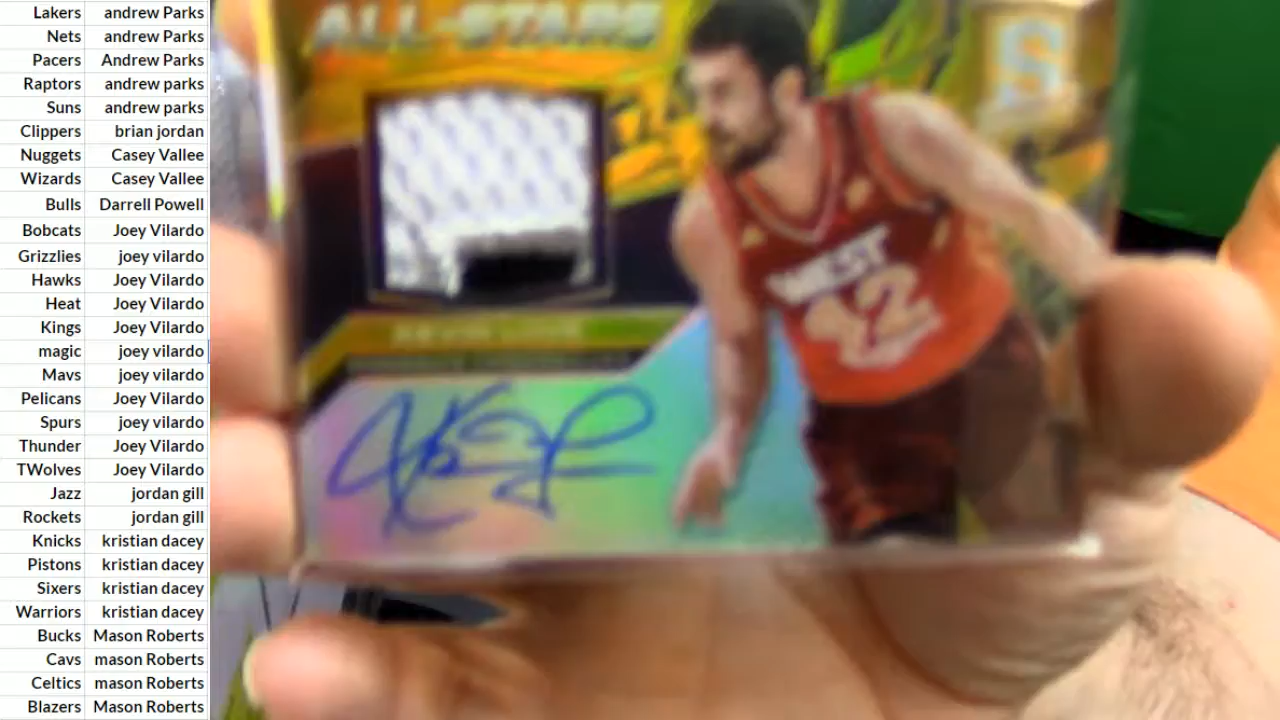 Lakers andrew Parks
Nets andrew Parks
Pacers Andrew Parks
Raptors andrew parks
Suns andrew parks
Clippers brian jordan
Nuggets Casey Vallee
Wizards Casey Vallee
Bulls Darrell Powell
Bobcats Joey Vilardo
Grizzlies joey vilardo
Hawks Joey Vilardo
Heat Joey Vilardo
Kings Joey Vilardo
magic joey vilardo
Mavs joey vilardo
Pelicans Joey Vilardo
Spurs joey vilardo
Thunder Joey Vilardo
TWolves Joey Vilardo
Jazz jordan gill
Rockets jordan gill
Knicks kristian dacey
Pistons kristian dacey
Sixers kristian dacey
Warriors kristian dacey
Bucks Mason Roberts
Cavs mason Roberts
Celtics mason Roberts
Blazers Mason Roberts
ALL-STARS
S
WEST
42